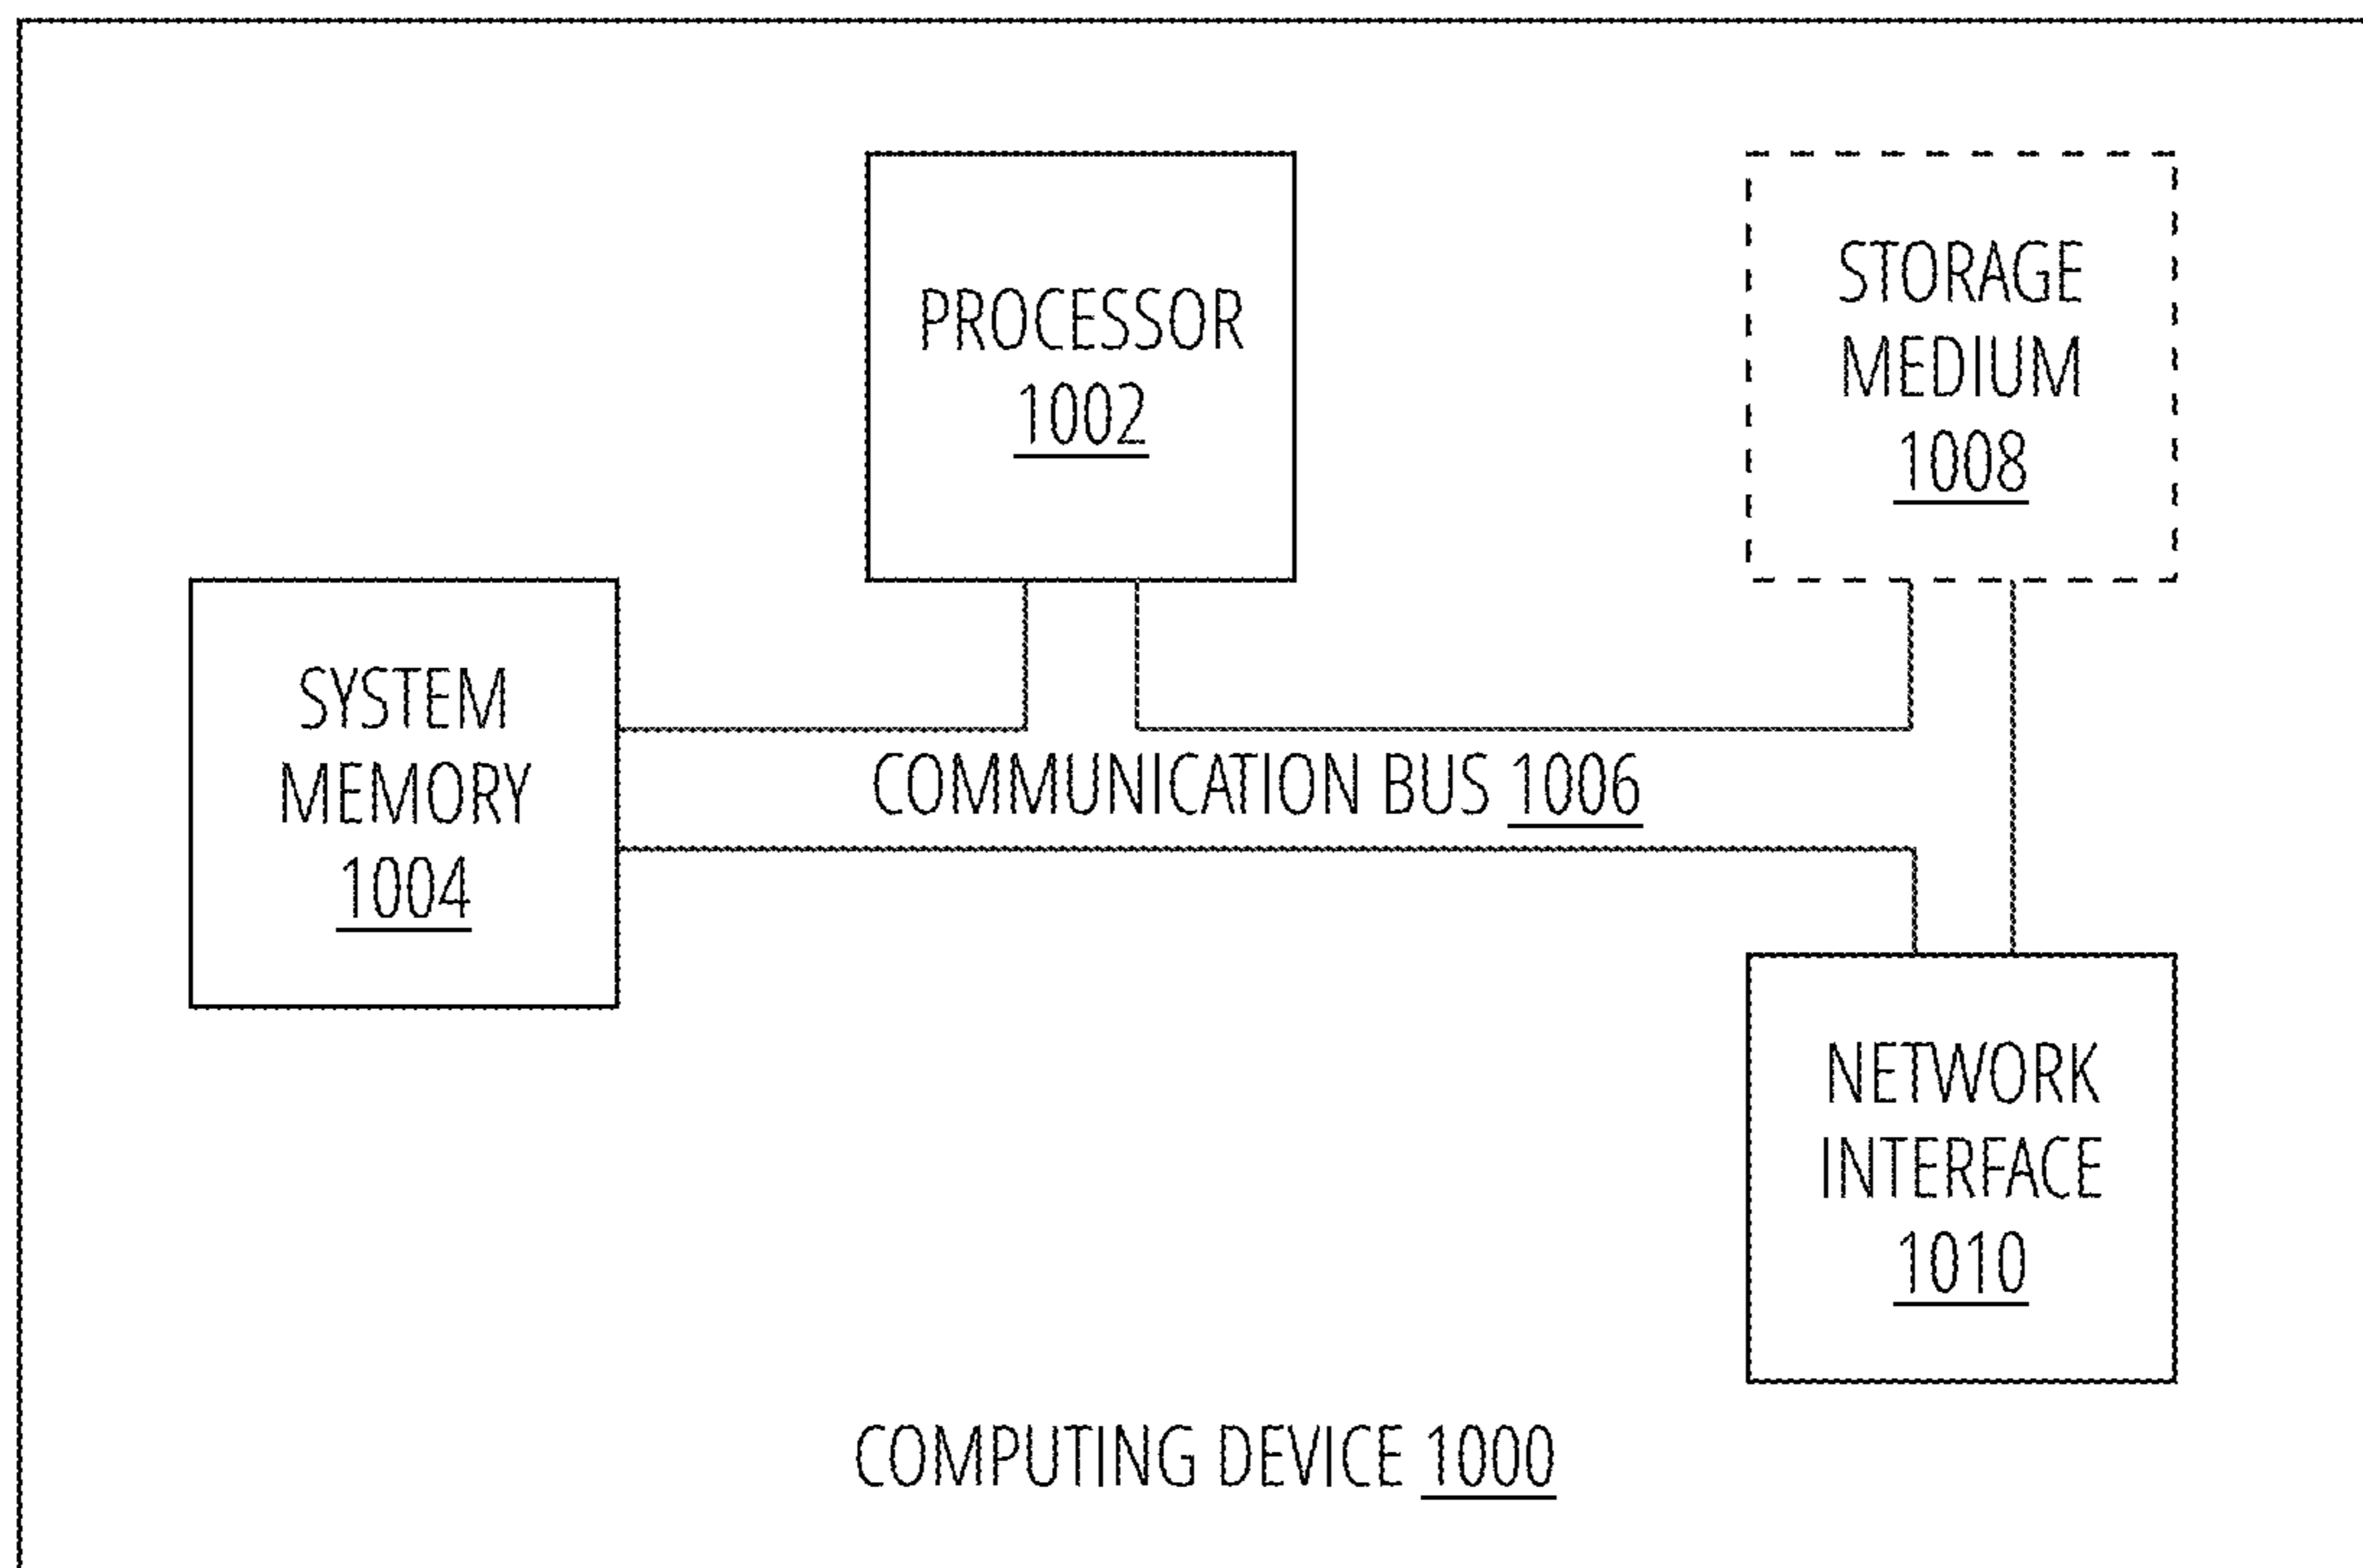 PROCESSOR
1002
STORAGE
MEDIUM
1008
SYSTEM
MEMORY
1004
COMMUNICATION BUS 1006
NETWORK
INTERFACE
1010
COMPUTING DEVICE 1000